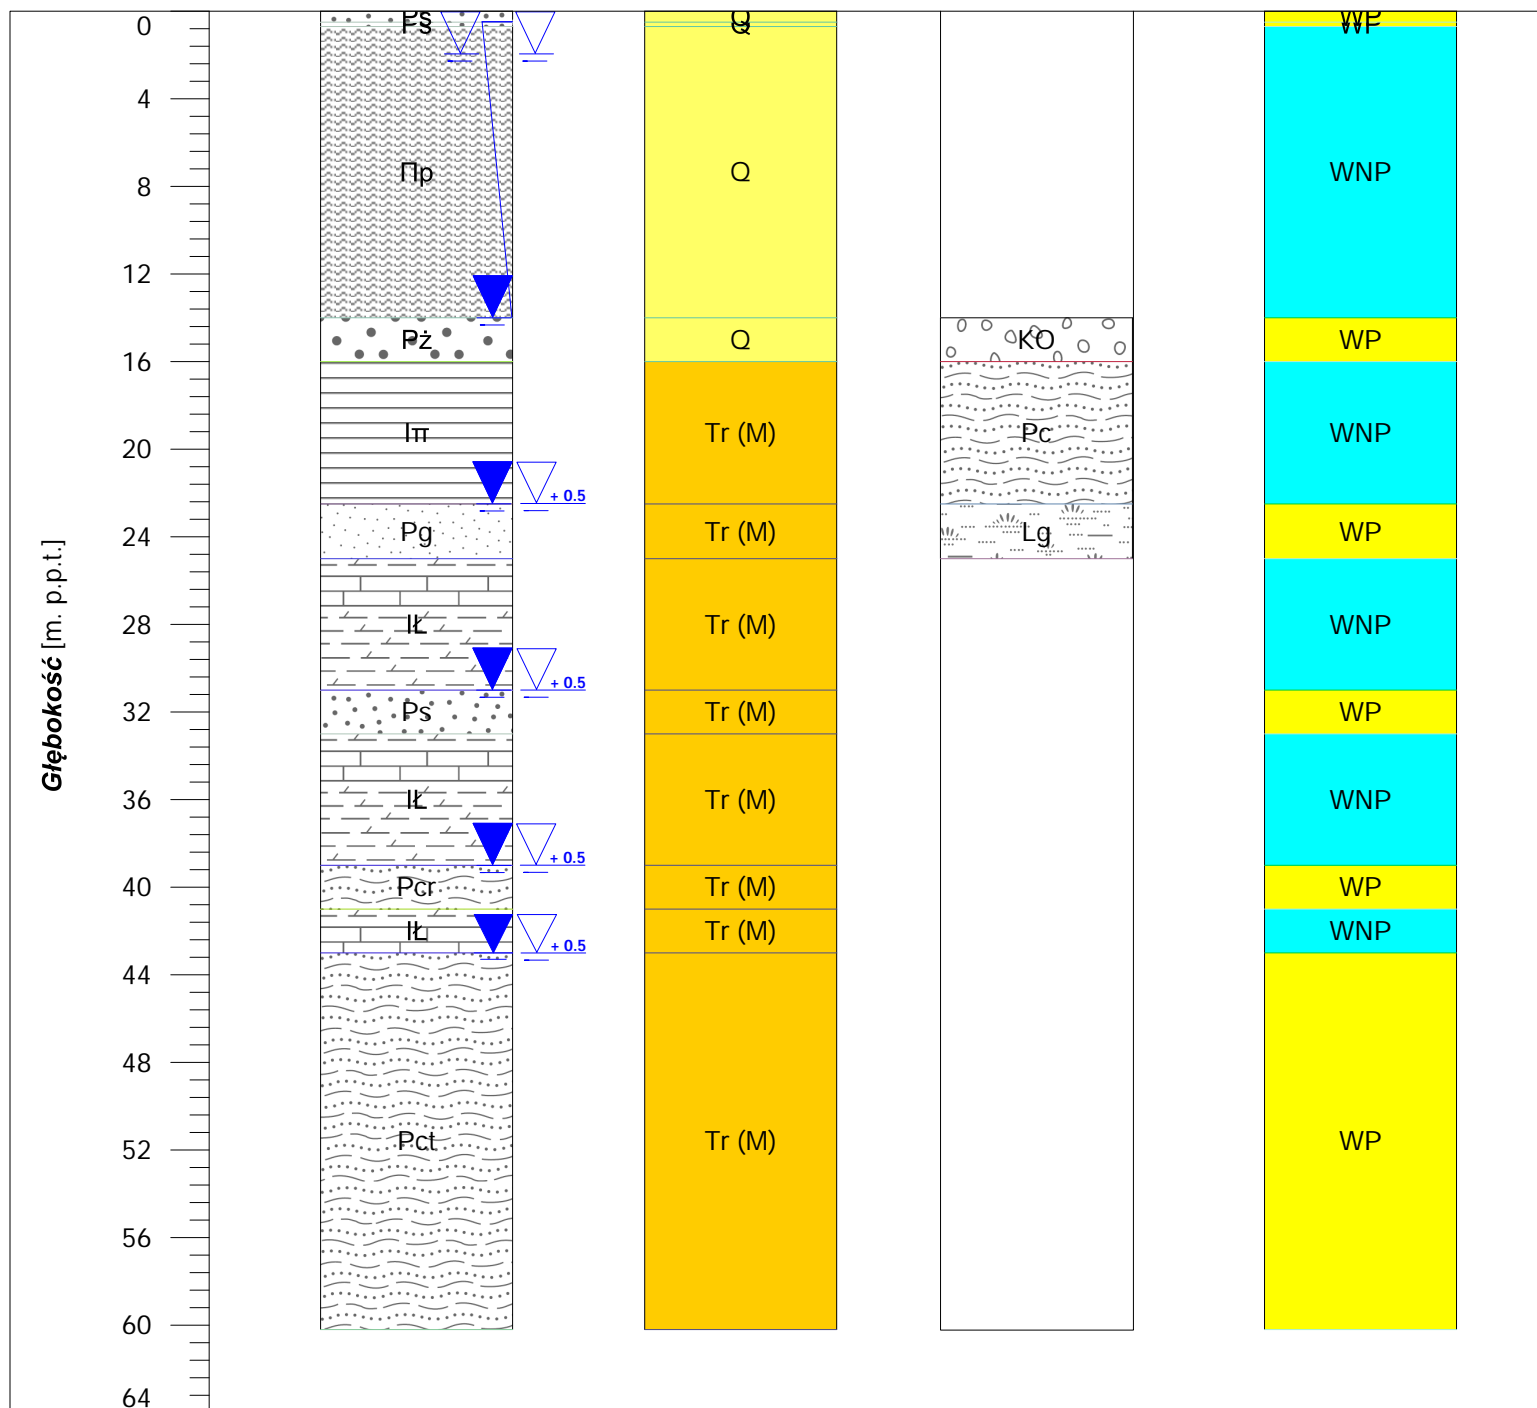 Głębokość [m. p.p.t.]
0
4
8
12
16
20
24
28
32
36
40
44
48
52
56
60
64
Ps
Ps
Πp
Pż
Iπ
+ 0.5
Pg
IŁ
+ 0.5
Ps
IŁ
+ 0.5
Pcr
IŁ
+ 0.5
Pct
Q
Q
Q
Q
Tr (M)
Tr (M)
Tr (M)
Tr (M)
Tr (M)
Tr (M)
Tr (M)
Tr (M)
KO
Pc
Lg
WP
WP
WNP
WP
WNP
WP
WNP
WP
WNP
WP
WNP
WP